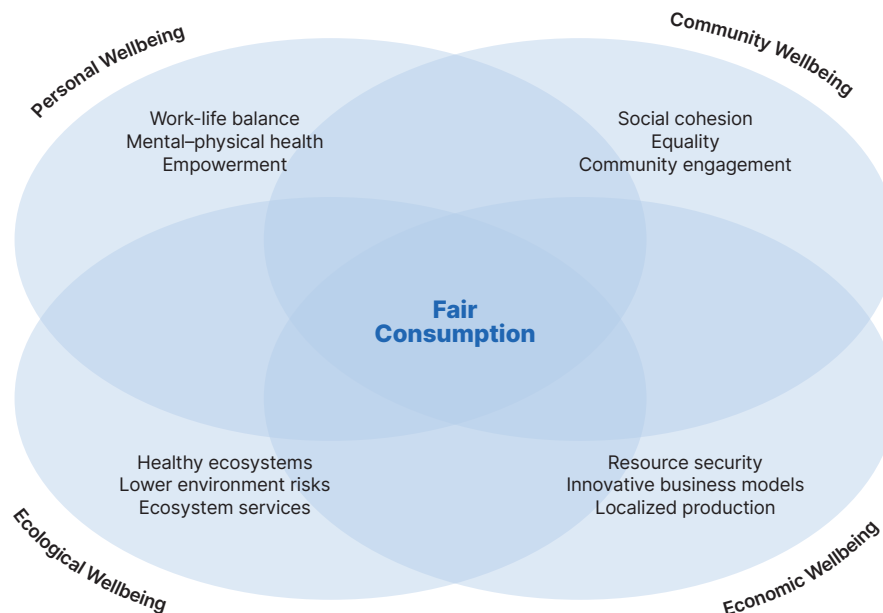 Personal Wellbeing
Community Wellbeing
Work-life balance
Mental–physical health
Empowerment
Social cohesion
Equality
Community engagement
Fair
Consumption
Healthy ecosystems
Lower environment risks
Ecosystem services
Resource security
Innovative business models
Localized production
Ecological Wellbeing
Economic Wellbeing